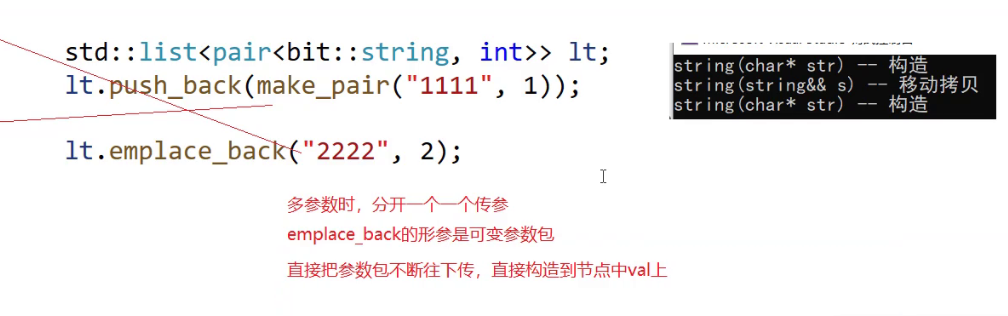 std::list<pair<bit::string, int>> lt;
lt.push_back(make_pair("1111", 1));
lt.emplace_back("2222", 2);
string(char* str) -- 构造
string(string&& s) -- 移动拷贝
string(char* str) -- 构造
多参数时，分开一个一个传参
emplace_back的形参是可变参数包
直接把参数包不断往下传，直接构造到节点中val上